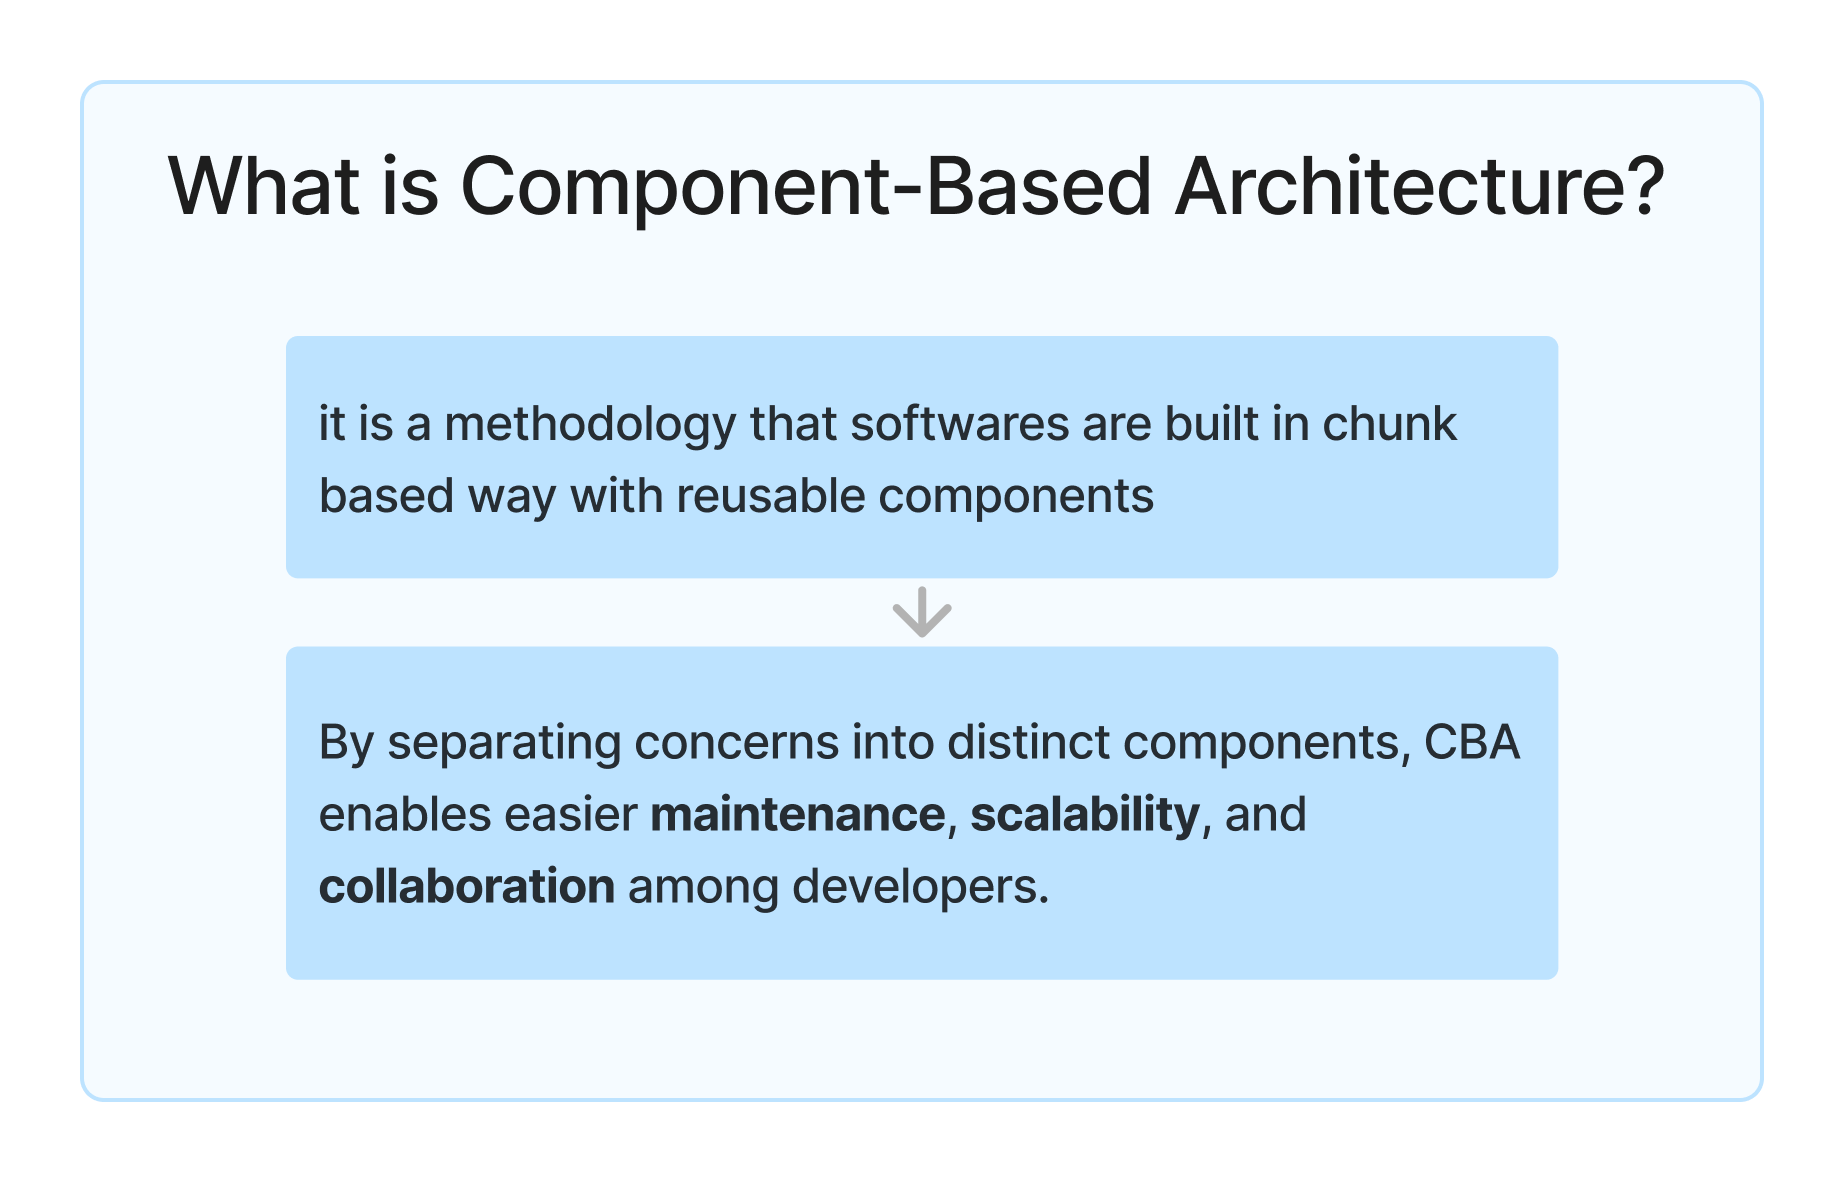 What is Component-Based Architecture?
it is a methodology that softwares are built in chunk
based way with reusable components
By separating concerns into distinct components, CBA
enables easier maintenance, scalability, and
collaboration among developers.